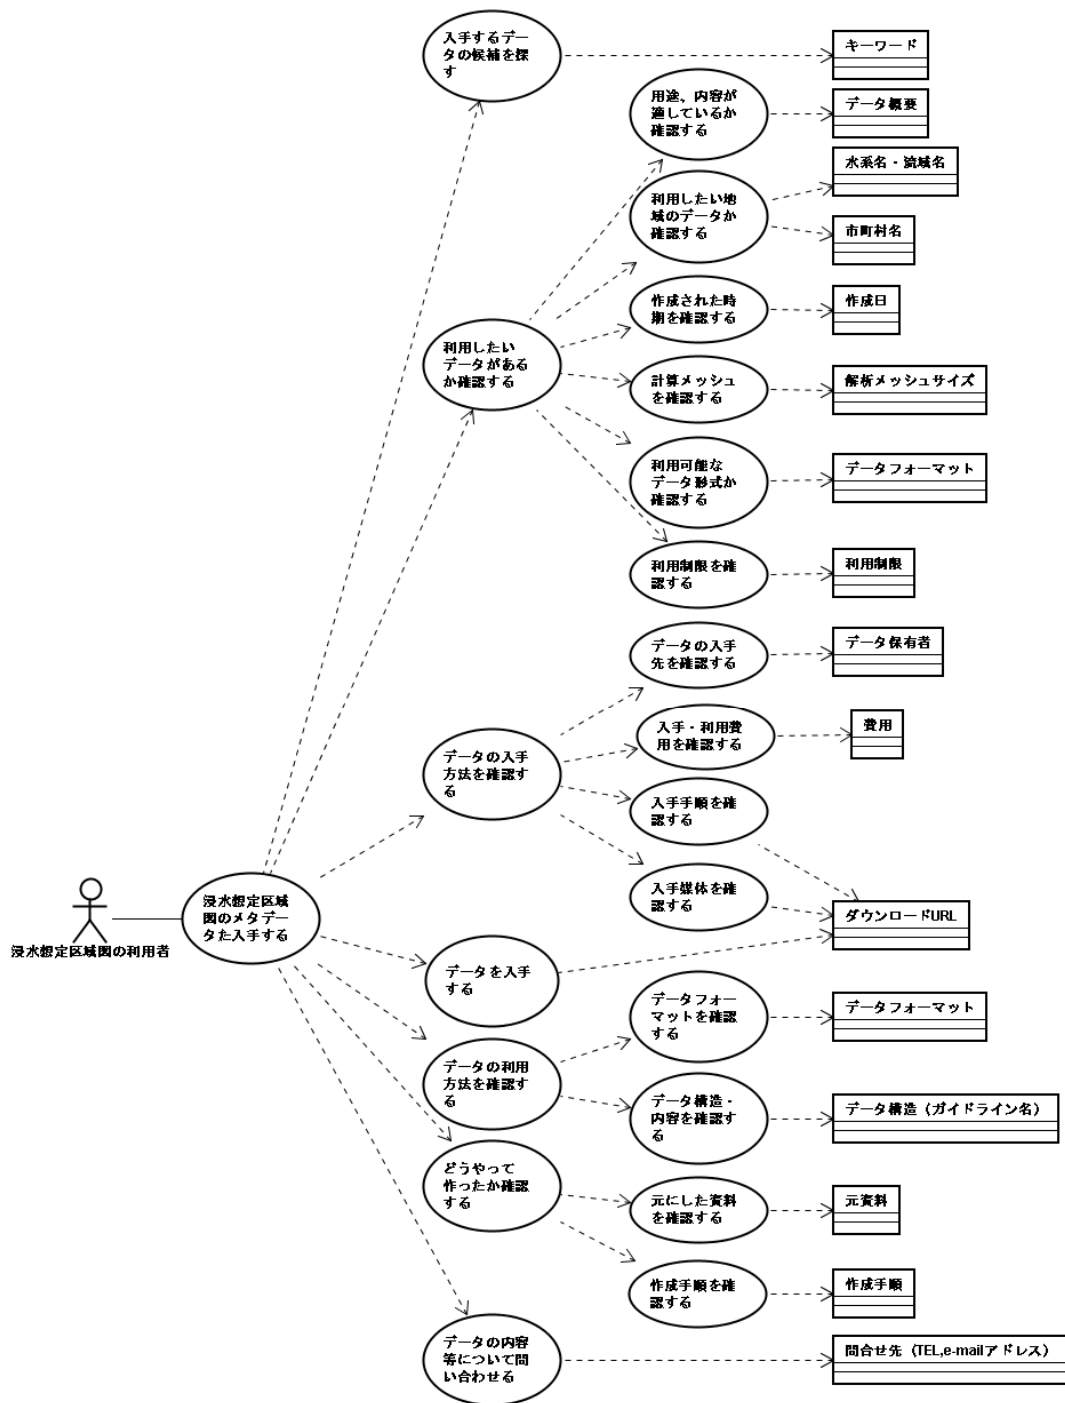 入手するデー
タの候補を探
す
キーワード
用途、内容が
適しているか
確認する
データ概要
利用したい地
域のデータか
確認する
水系名・流域名
市町村名
作成された時
期を確認する
作成日
利用したい
データがある
か確認する
計算メッシュ
を確認する
解析メッシュサイズ
利用可能な
データ形式か
確認する
データフォーマット
利用制限を確
認する
利用制限
データの入手
先を確認する
データ保有者
入手・利用費
用を確認する
費用
データの入手
方法を確認す
る
入手手順を確
認する
入手媒体を確
認する
ダウンロードURL
浸水想定区域
図のメタデー
タた入手する
浸水想定区域図の利用者
データを入手
する
データフォー
マットを確認
する
データフォーマット
データの利用
方法を確認す
る
データ構造・
内容を確認す
る
データ構造（ガイドライン名）
どうやって
作ったか確認
する
元にした資料
を確認する
元資料
作成手順を確
認する
作成手順
データの内容
等について問
い合わせる
問合せ先（TEL,e-mailアドレス）